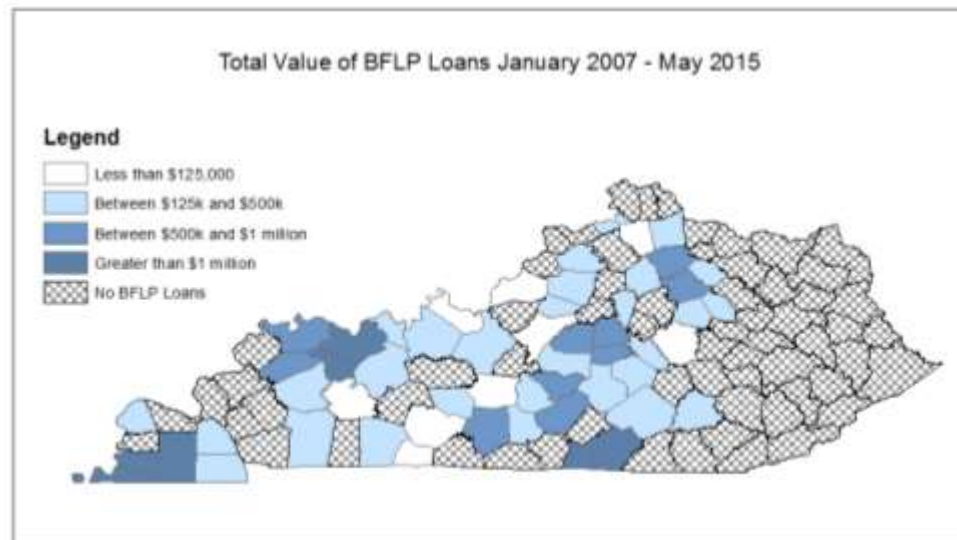 Total Value of BFLP Loans January 2007 - May 2015
Legend
Less than $125,000
Between $125k and $500k
Between $500k and $1 million
Greater than $1 million
No BFLP Loans